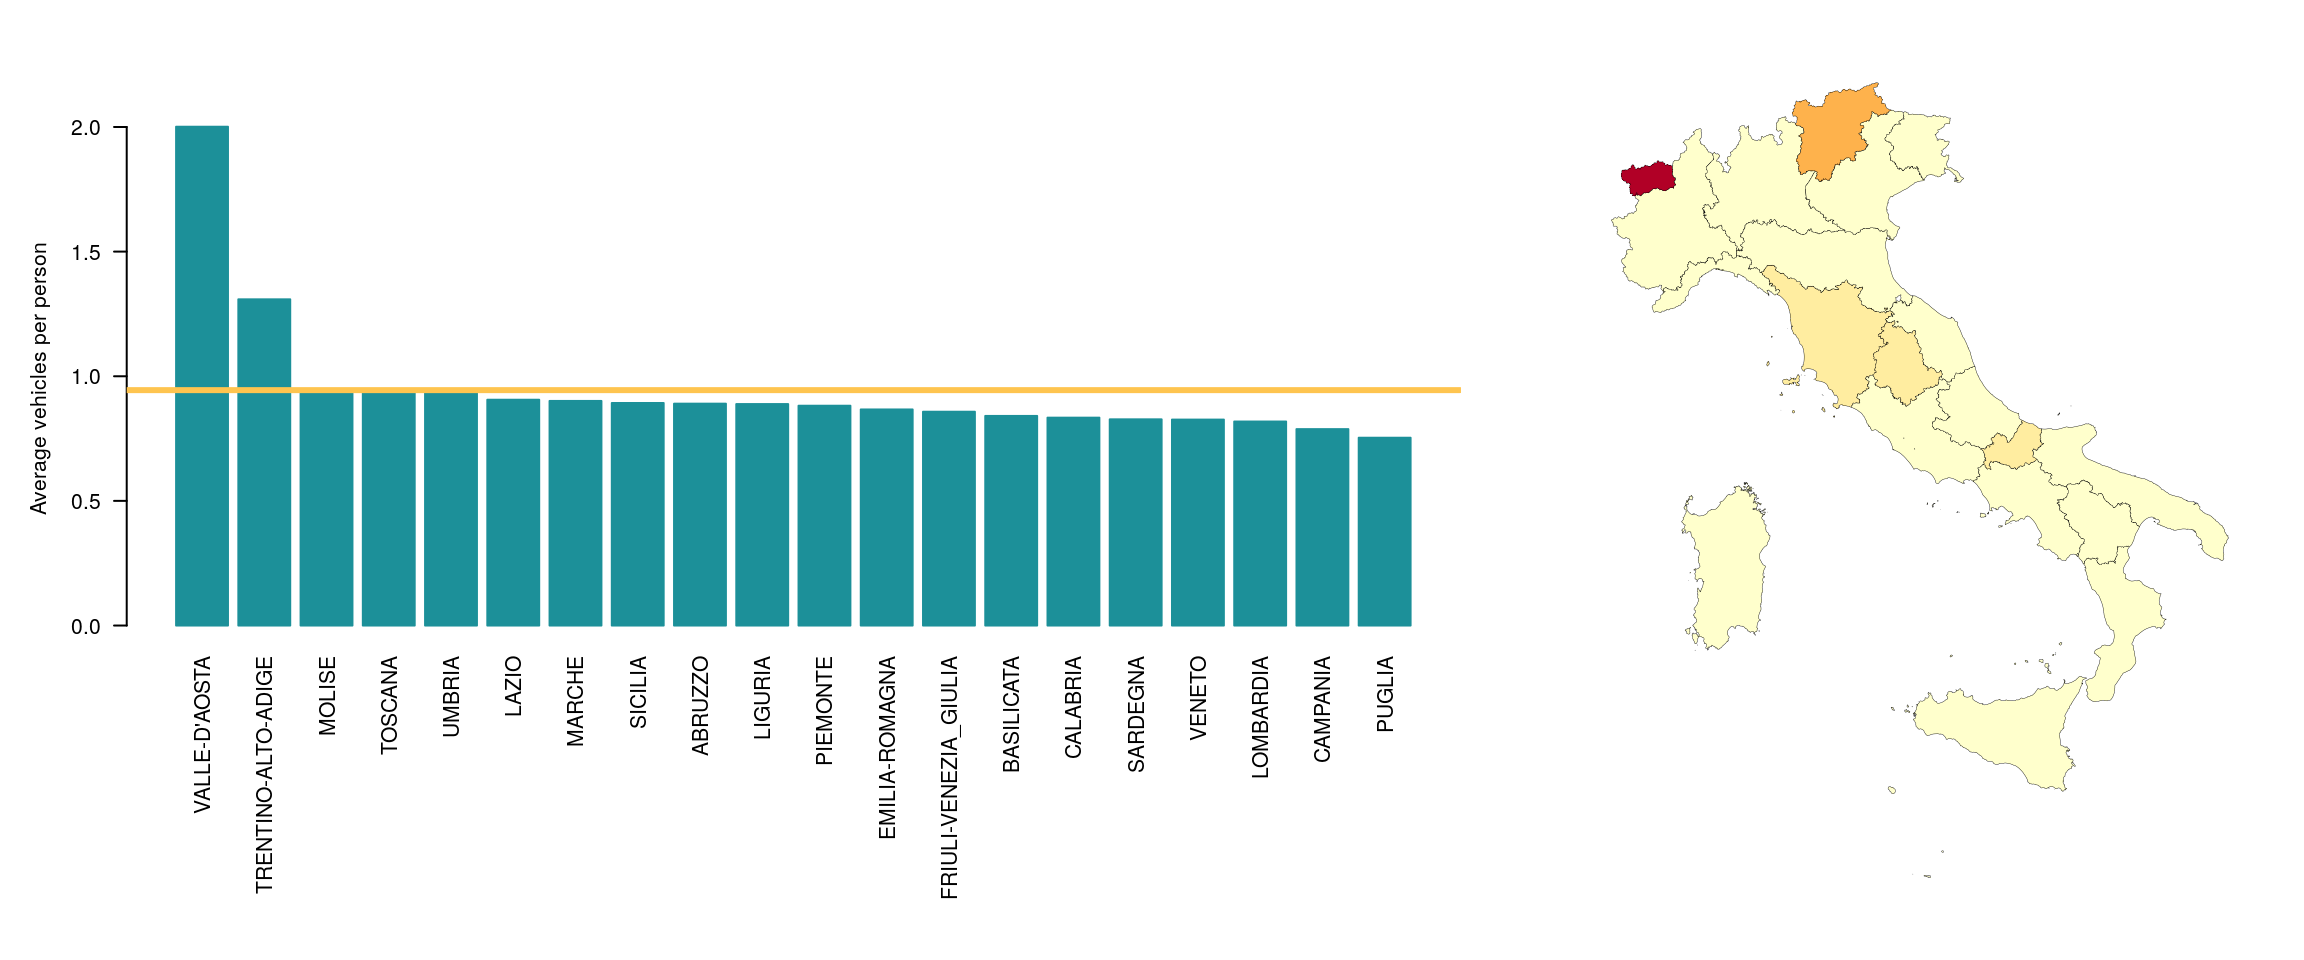 Average vehicles per person
2.0
1.5
1.0
0.5
0.0
VALLE-D'AOSTA
TRENTINO-ALTO-ADIGE
MOLISE
TOSCANA
UMBRIA
LAZIO
MARCHE
SICILIA
ABRUZZO
LIGURIA
PIEMONTE
EMILIA-ROMAGNA
FRIULI-VENEZIA_GIULIA
BASILICATA
CALABRIA
SARDEGNA
VENETO
LOMBARDIA
CAMPANIA
PUGLIA